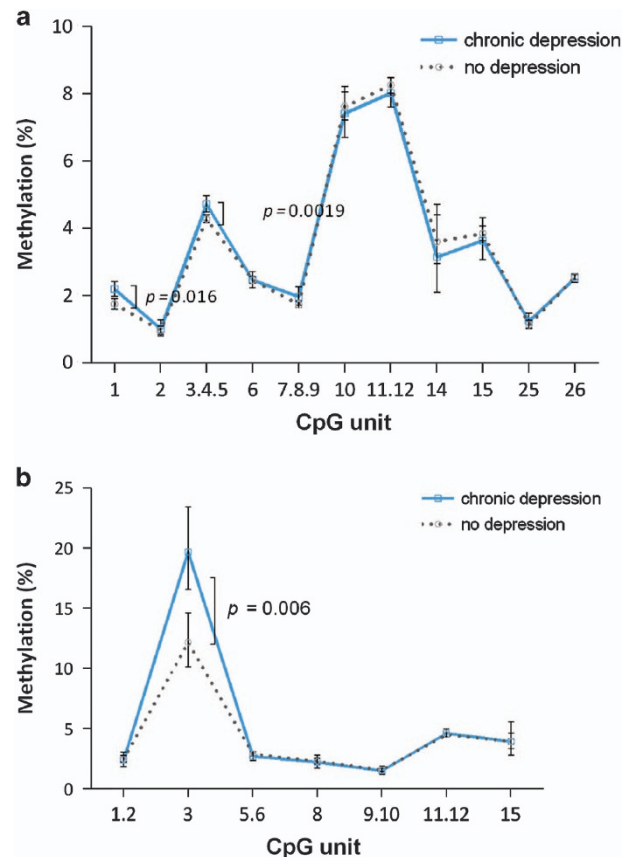 a
chronic depression
no depression
Methylation (%)
10
8
6
4
2
0
p=0.0019
p=0.016
1 2 3.4.5 6 7.8.9 10 11.12 14 15 25 26
CpG unit
b
chronic depression
no depression
Methylation (%)
25
20
15
10
5
0
p = 0.006
1.2 3 5.6 8 9.10 11.12 15
CpG unit